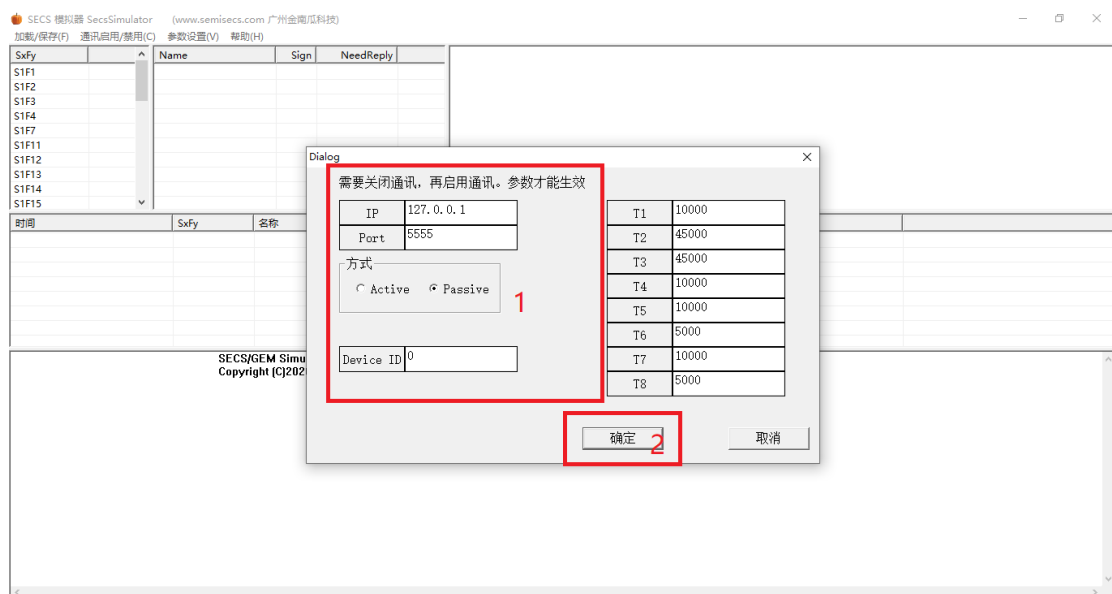 SECS 模拟器 SecsSimulator (www.semisecs.com 广州金南瓜科技)
加载/保存(F) 通讯启用/禁用(C) 参数设置(V) 帮助(H)
SxFy Name Sign NeedReply
S1F1
S1F2
S1F3
S1F4
S1F7
S1F11
S1F12
S1F13
S1F14
S1F15
时间 SxFy 名称
SECS/GEM Simu
Copyright (C)202
Dialog
需要关闭通讯，再启用通讯。参数才能生效
IP 127.0.0.1
Port 5555
方式
Active Passive
1
Device ID 0
T1 10000
T2 45000
T3 45000
T4 10000
T5 10000
T6 5000
T7 10000
T8 5000
确定 2 取消